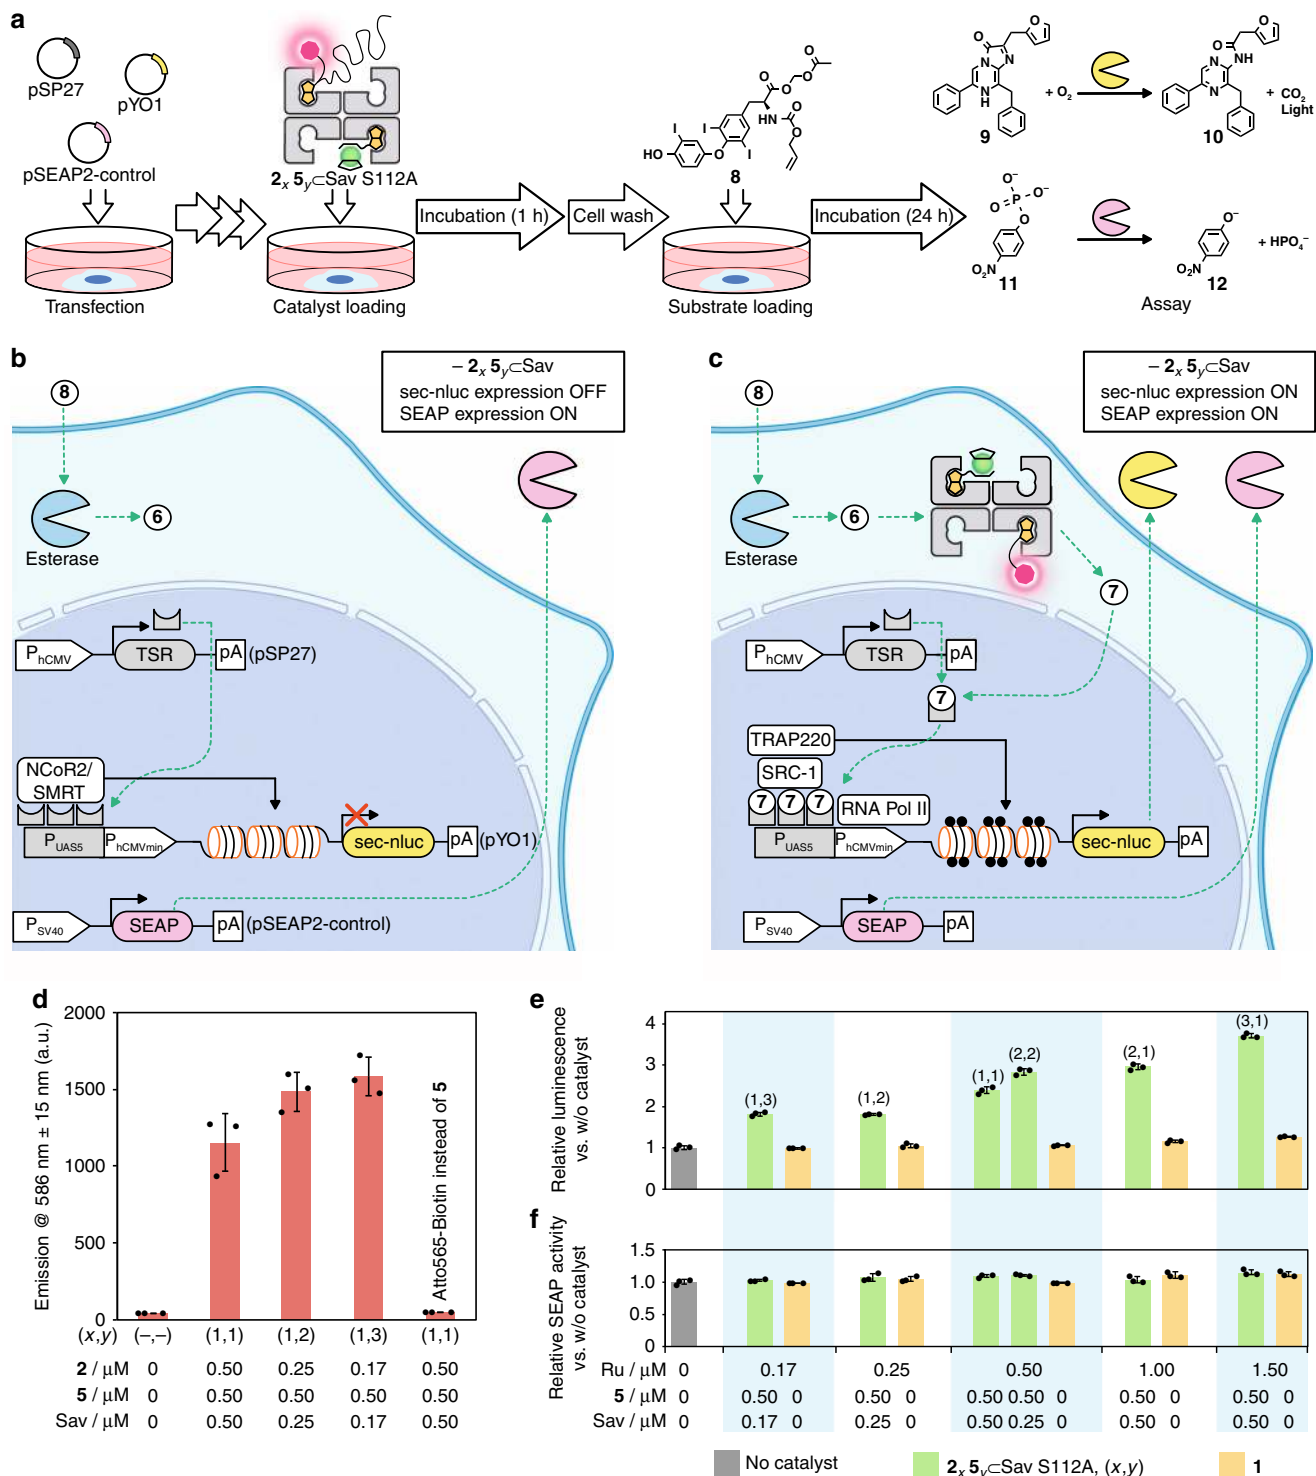 a
pSP27
pYO1
pSEAP2-control
2x 5y⊂Sav S112A
Transfection
Catalyst loading
Incubation (1 h)
Cell wash
8
Substrate loading
Incubation (24 h)
HO
I
I
I
O
O
O
O
HN
O
O
O
N
N
N
H
O
+ O2
9
O
O
HN
N
N
10
+ CO2
Light
O−
P
O−
O
O
NO2
11
O−
NO2
12
+ HPO4−
Assay
b
− 2x 5y⊂Sav
sec-nluc expression OFF
SEAP expression ON
8
Esterase
6
PhCMV
TSR
pA
(pSP27)
NCoR2/
SMRT
PUAS5
PhCMVmin
sec-nluc
pA
(pYO1)
PSV40
SEAP
pA
(pSEAP2-control)
c
− 2x 5y⊂Sav
sec-nluc expression ON
SEAP expression ON
8
Esterase
6
7
PhCMV
TSR
pA
7
TRAP220
SRC-1
7 7 7
RNA Pol II
PUAS5
PhCMVmin
sec-nluc
pA
PSV40
SEAP
pA
d
Emission @ 586 nm ± 15 nm (a.u.)
2000
1500
1000
500
0
Atto565-Biotin instead of 5
(x,y) (−,−) (1,1) (1,2) (1,3) (1,1)
2 / μM 0 0.50 0.25 0.17 0.50
5 / μM 0 0.50 0.50 0.50 0.50
Sav / μM 0 0.50 0.25 0.17 0.50
e
Relative luminescence
vs. w/o catalyst
4
3
2
1
0
(1,3)
(1,2)
(1,1)
(2,2)
(2,1)
(3,1)
f
Relative SEAP activity
vs. w/o catalyst
1.5
1.0
0.5
0
Ru / μM 0 0.17 0.25 0.50 1.00 1.50
5 / μM 0 0.50 0 0.50 0 0.50 0.50 0 0.50 0 0.50 0
Sav / μM 0 0.17 0 0.25 0 0.50 0.25 0 0.50 0 0.50 0
No catalyst
2x 5y⊂Sav S112A, (x,y)
1